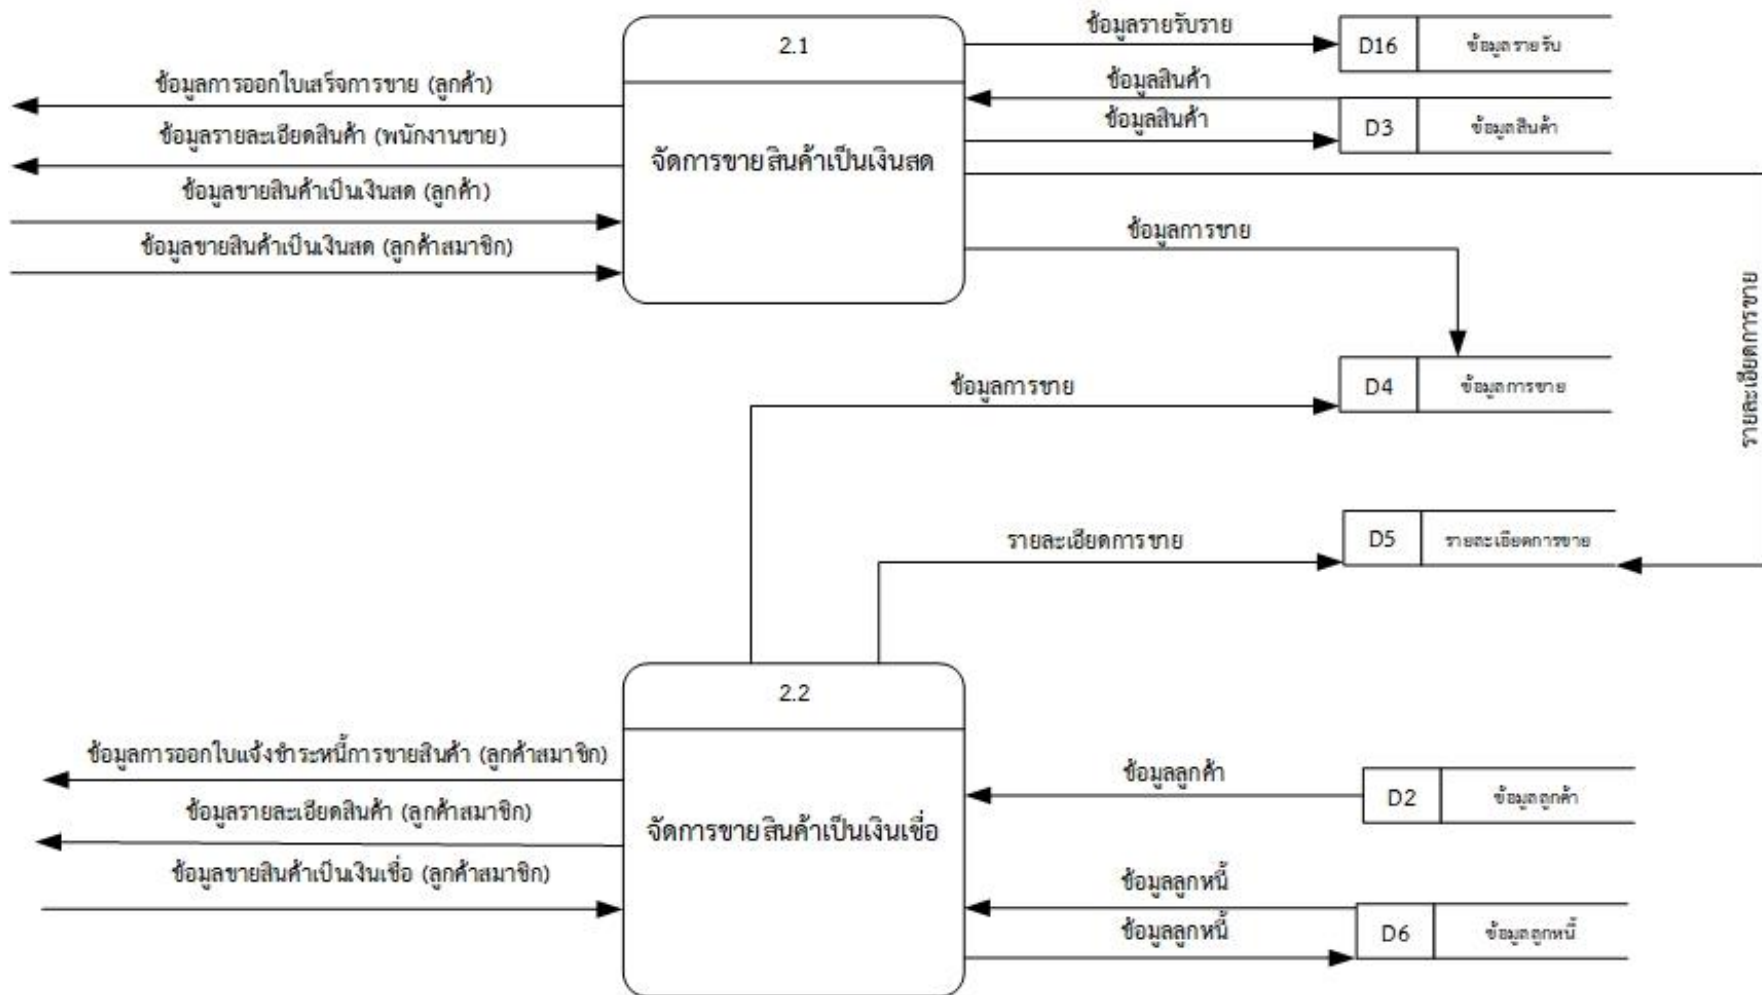 2.1
จัดการขายสินค้าเป็นเงินสด
ข้อมูลการออกใบเสร็จการขาย (ลูกค้า)
ข้อมูลรายละเอียดสินค้า (พนักงานขาย)
ข้อมูลขายสินค้าเป็นเงินสด (ลูกค้า)
ข้อมูลขายสินค้าเป็นเงินสด (ลูกค้าสมาชิก)
ข้อมูลรายรับราย
D16 ข้อมูลรายรับ
ข้อมูลสินค้า
ข้อมูลสินค้า
D3 ข้อมูลสินค้า
ข้อมูลการขาย
รายละเอียดการขาย
ข้อมูลการขาย
D4 ข้อมูลการขาย
รายละเอียดการขาย
D5 รายละเอียดการขาย
2.2
จัดการขายสินค้าเป็นเงินเชื่อ
ข้อมูลการออกใบแจ้งชำระหนี้การขายสินค้า (ลูกค้าสมาชิก)
ข้อมูลรายละเอียดสินค้า (ลูกค้าสมาชิก)
ข้อมูลขายสินค้าเป็นเงินเชื่อ (ลูกค้าสมาชิก)
ข้อมูลลูกค้า
D2 ข้อมูลลูกค้า
ข้อมูลลูกหนี้
ข้อมูลลูกหนี้
D6 ข้อมูลลูกหนี้